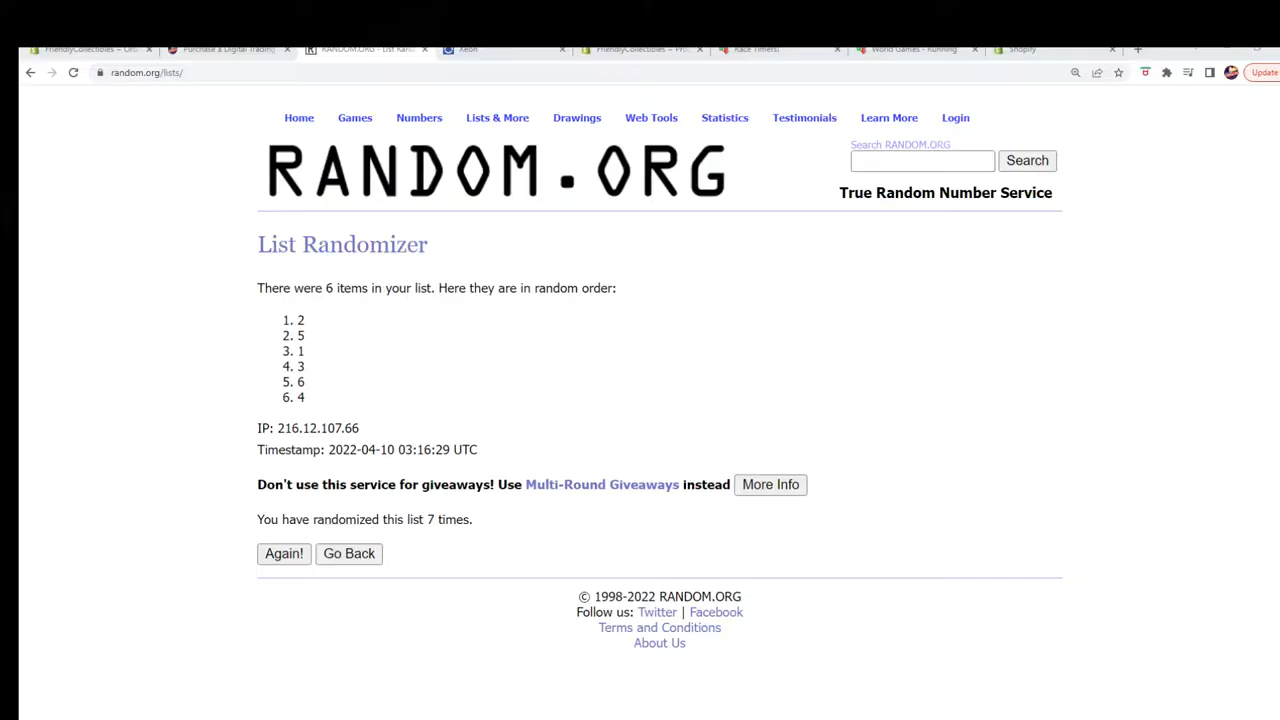 FriendlyCollectibles ~
Purchase a Digital Trading
RANDOM.ORG - List
Xeon
FriendlyCollectibles ~
Race Timers!
World Games - Running
Shopify
random.org/lists/
Update
Home Games Numbers Lists & More Drawings Web Tools Statistics Testimonials Learn More Login
RANDOM.ORG
Search RANDOM.ORG
Search
True Random Number Service
List Randomizer
There were 6 items in your list. Here they are in random order:
1. 2
2. 5
3. 1
4. 3
5. 6
6. 4
IP: 216.12.107.66
Timestamp: 2022-04-10 03:16:29 UTC
Don't use this service for giveaways! Use Multi-Round Giveaways instead More Info
You have randomized this list 7 times.
Again! Go Back
© 1998-2022 RANDOM.ORG
Follow us: Twitter | Facebook
Terms and Conditions
About Us